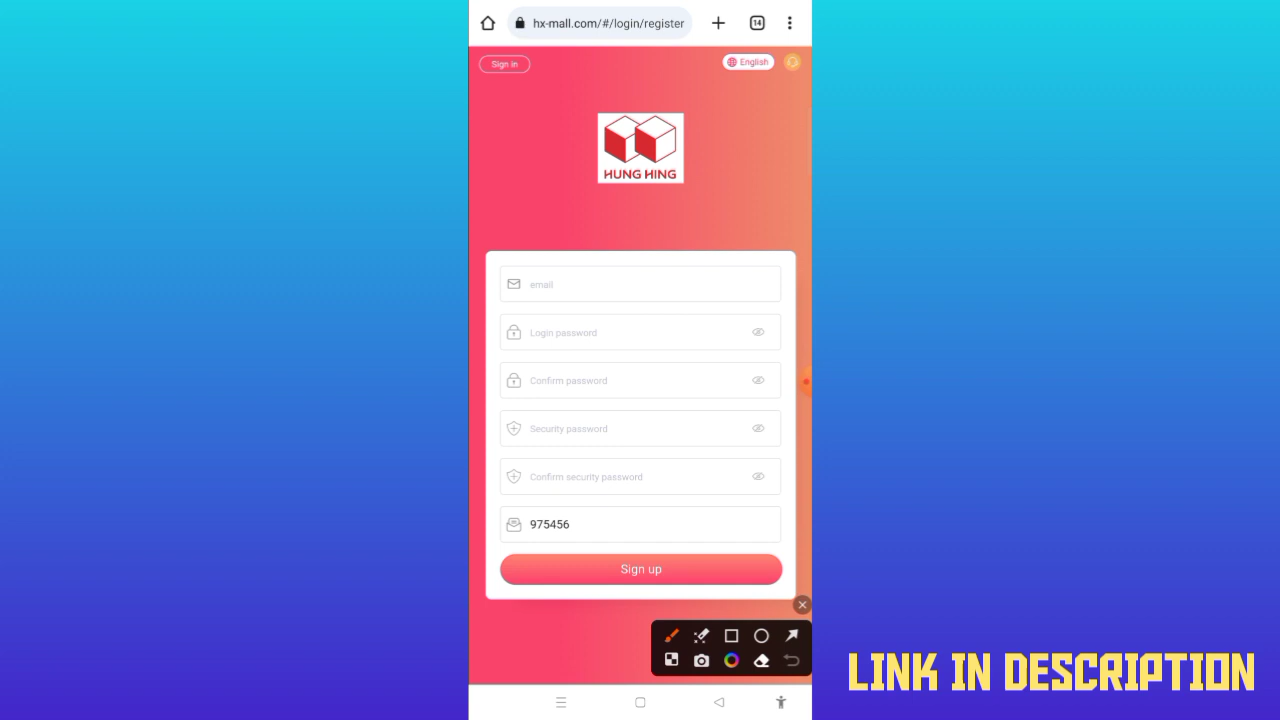 hx-mall.com/#/login/register
14
Sign in
English
HUNG HING
email
Login password
Confirm password
Security password
Confirm security password
975456
Sign up
LINK IN DESCRIPTION